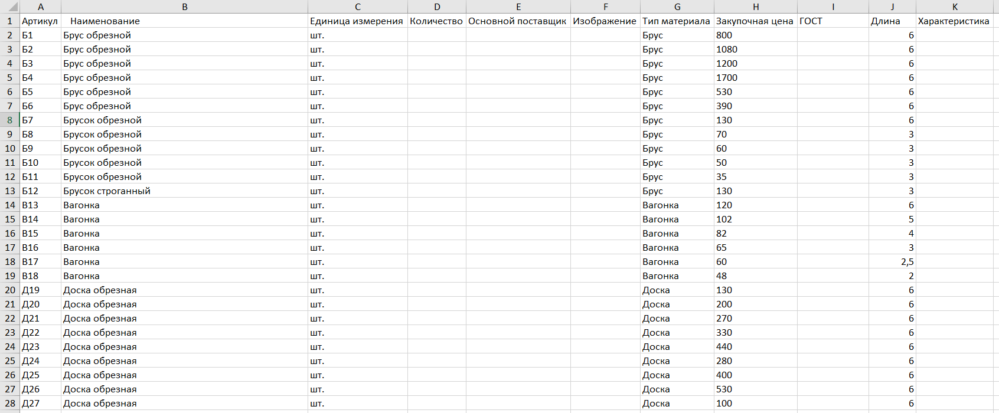 A B C D E F G H I J K
1 Артикул Наименование Единица измерения Количество Основной поставщик Изображение Тип материала Закупочная цена ГОСТ Длина Характеристика
2 Б1 Брус обрезной шт. Брус 800 6
3 Б2 Брус обрезной шт. Брус 1080 6
4 Б3 Брус обрезной шт. Брус 1200 6
5 Б4 Брус обрезной шт. Брус 1700 6
6 Б5 Брус обрезной шт. Брус 530 6
7 Б6 Брус обрезной шт. Брус 390 6
8 Б7 Брусок обрезной шт. Брус 130 6
9 Б8 Брусок обрезной шт. Брус 70 3
10 Б9 Брусок обрезной шт. Брус 60 3
11 Б10 Брусок обрезной шт. Брус 50 3
12 Б11 Брусок обрезной шт. Брус 35 3
13 Б12 Брусок строганный шт. Брус 130 3
14 В13 Вагонка шт. Вагонка 120 6
15 В14 Вагонка шт. Вагонка 102 5
16 В15 Вагонка шт. Вагонка 82 4
17 В16 Вагонка шт. Вагонка 65 3
18 В17 Вагонка шт. Вагонка 60 2,5
19 В18 Вагонка шт. Вагонка 48 2
20 Д19 Доска обрезная шт. Доска 130 6
21 Д20 Доска обрезная шт. Доска 200 6
22 Д21 Доска обрезная шт. Доска 270 6
23 Д22 Доска обрезная шт. Доска 330 6
24 Д23 Доска обрезная шт. Доска 440 6
25 Д24 Доска обрезная шт. Доска 280 6
26 Д25 Доска обрезная шт. Доска 400 6
27 Д26 Доска обрезная шт. Доска 530 6
28 Д27 Доска обрезная шт. Доска 100 6